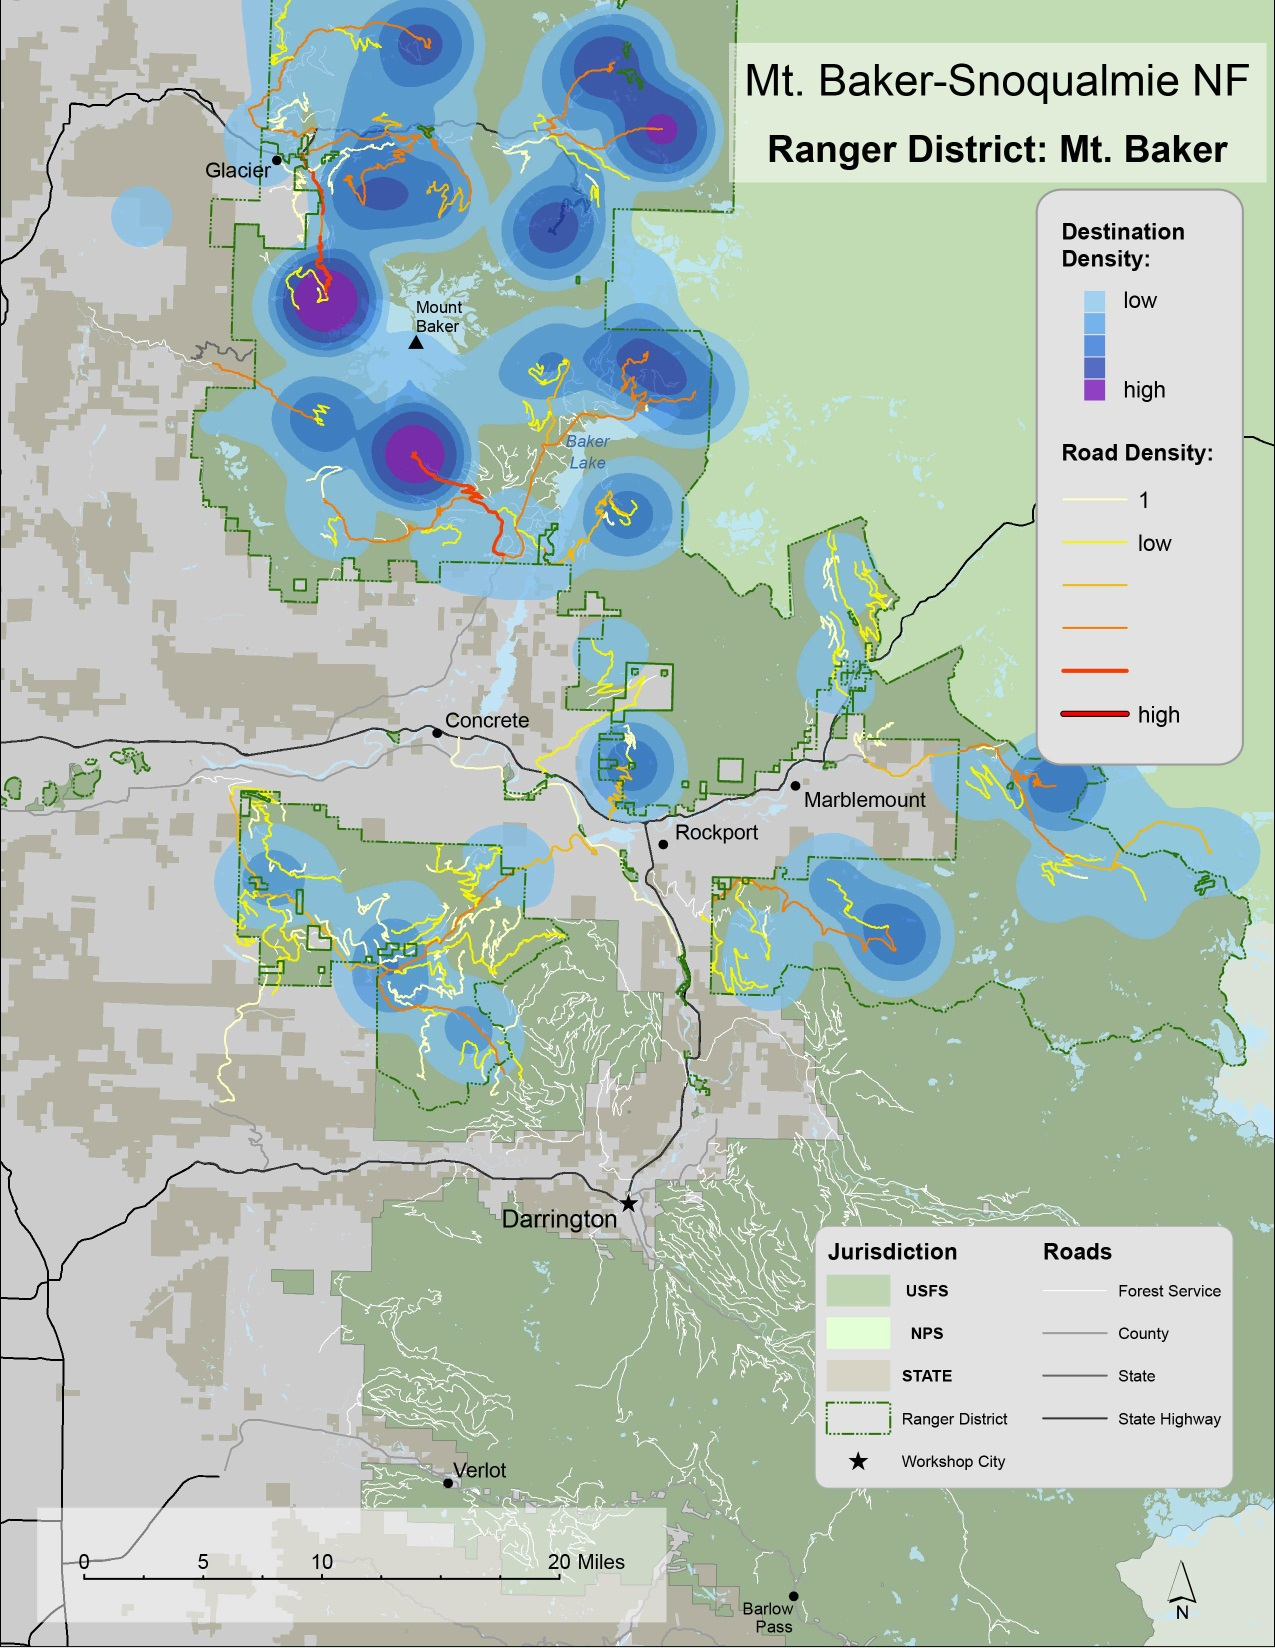 Mt. Baker-Snoqualmie NF
Ranger District: Mt. Baker
Glacier
Mount
Baker
Baker
Lake
Concrete
Marblemount
Rockport
Darrington
Verlot
Barlow
Pass
Destination
Density:
low
high
Road Density:
1
low
high
Jurisdiction
USFS
NPS
STATE
Ranger District
Workshop City
Roads
Forest Service
County
State
State Highway
0 5 10 20 Miles
N